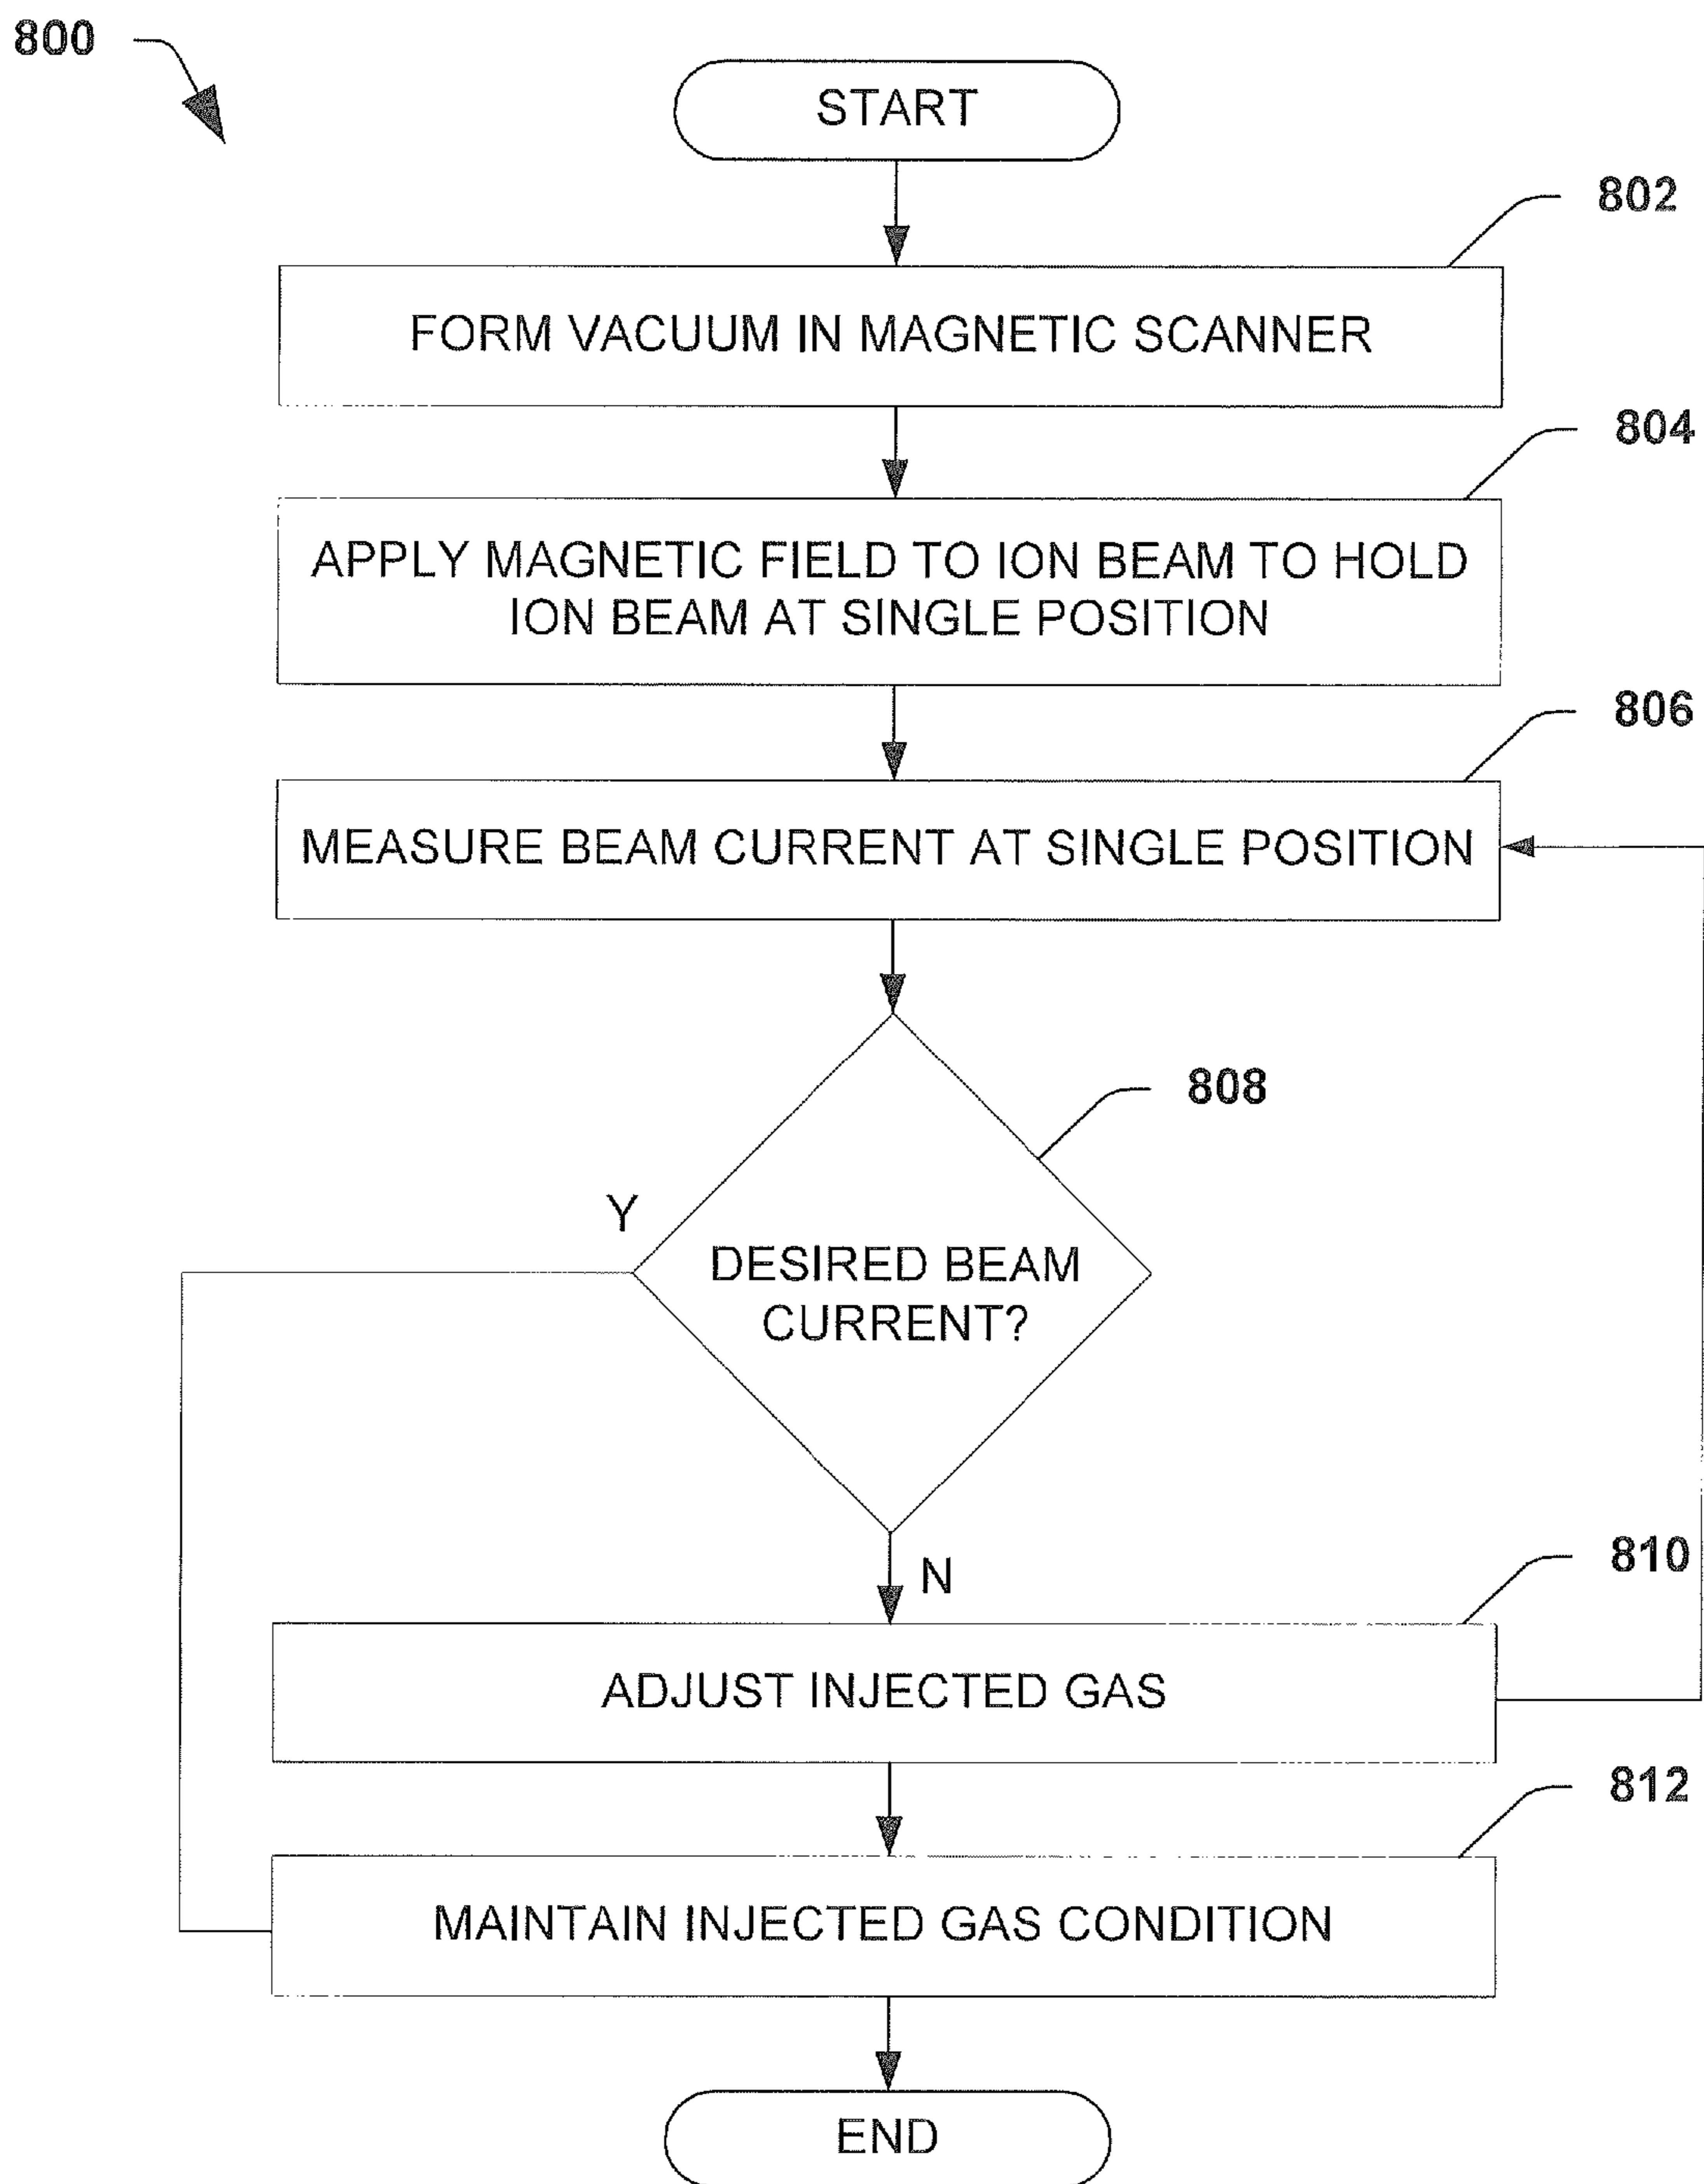 800
START
802
FORM VACUUM IN MAGNETIC SCANNER
804
APPLY MAGNETIC FIELD TO ION BEAM TO HOLD
ION BEAM AT SINGLE POSITION
806
MEASURE BEAM CURRENT AT SINGLE POSITION
808
Y
DESIRED BEAM
CURRENT?
N
810
ADJUST INJECTED GAS
812
MAINTAIN INJECTED GAS CONDITION
END